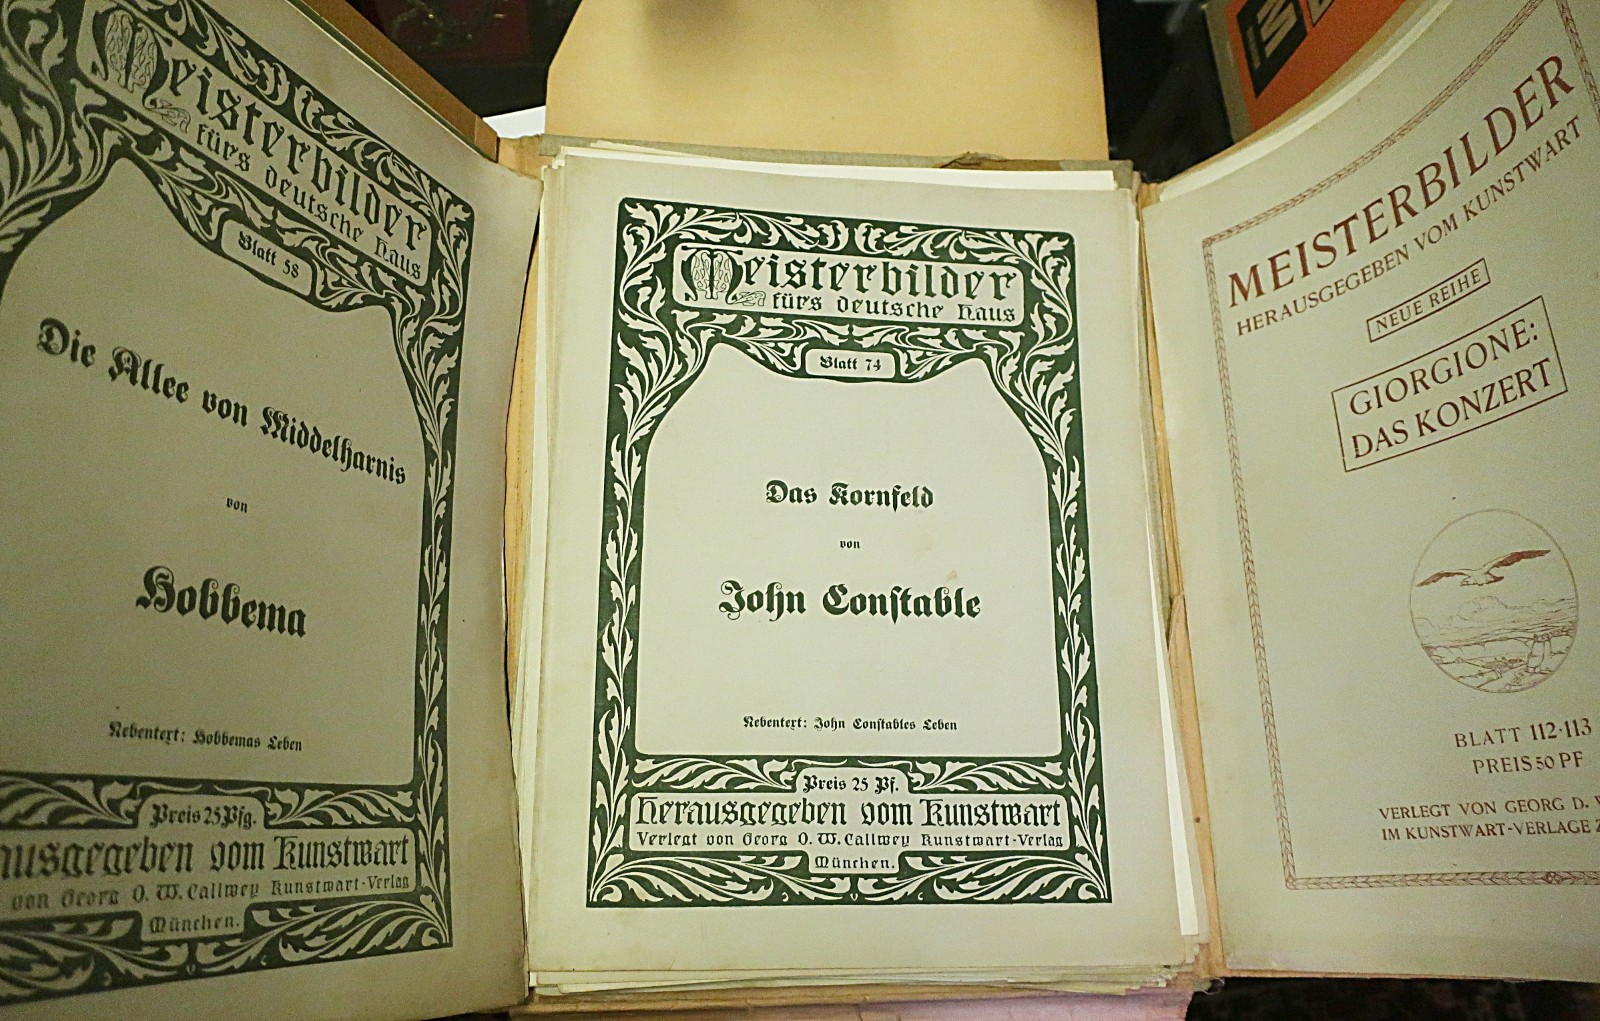 Meisterbilder
fürs deutsche Haus
Blatt 58
Die Allee von Middelharnis
von
Hobbema
Nebentext: Hobbemas Leben
Preis 25 Pfg.
ausgegeben vom Kunstwart
von Georg D. W. Callwey Kunstwart-Verlag
München.
Meisterbilder
fürs deutsche Haus
Blatt 74
Das Kornfeld
von
John Conſtable
Nebentext: John Conſtables Leben
Preis 25 Pf.
herausgegeben vom Kunstwart
Verlegt von Georg D. W. Callwey Kunstwart-Verlag
München.
MEISTERBILDER
HERAUSGEGEBEN VOM KUNSTWART
NEUE REIHE
GIORGIONE:
DAS KONZERT
BLATT 112-113
PREIS 50 PF
VERLEGT VON GEORG D. W
IM KUNSTWART-VERLAGE